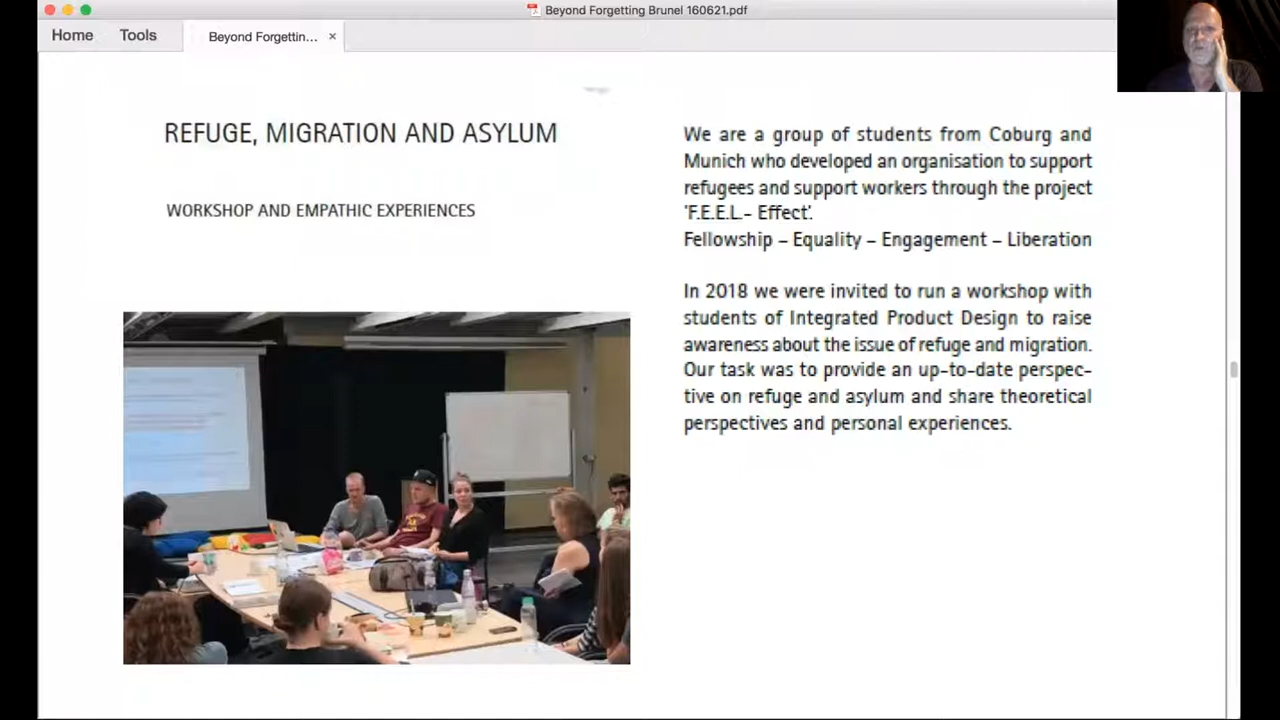 Beyond Forgetting Brunel 160621.pdf
Home
Tools
Beyond Forgettin...
×
REFUGE, MIGRATION AND ASYLUM
WORKSHOP AND EMPATHIC EXPERIENCES
We are a group of students from Coburg and
Munich who developed an organisation to support
refugees and support workers through the project
'F.E.E.L.- Effect'.
Fellowship – Equality – Engagement – Liberation
In 2018 we were invited to run a workshop with
students of Integrated Product Design to raise
awareness about the issue of refuge and migration.
Our task was to provide an up-to-date perspec-
tive on refuge and asylum and share theoretical
perspectives and personal experiences.